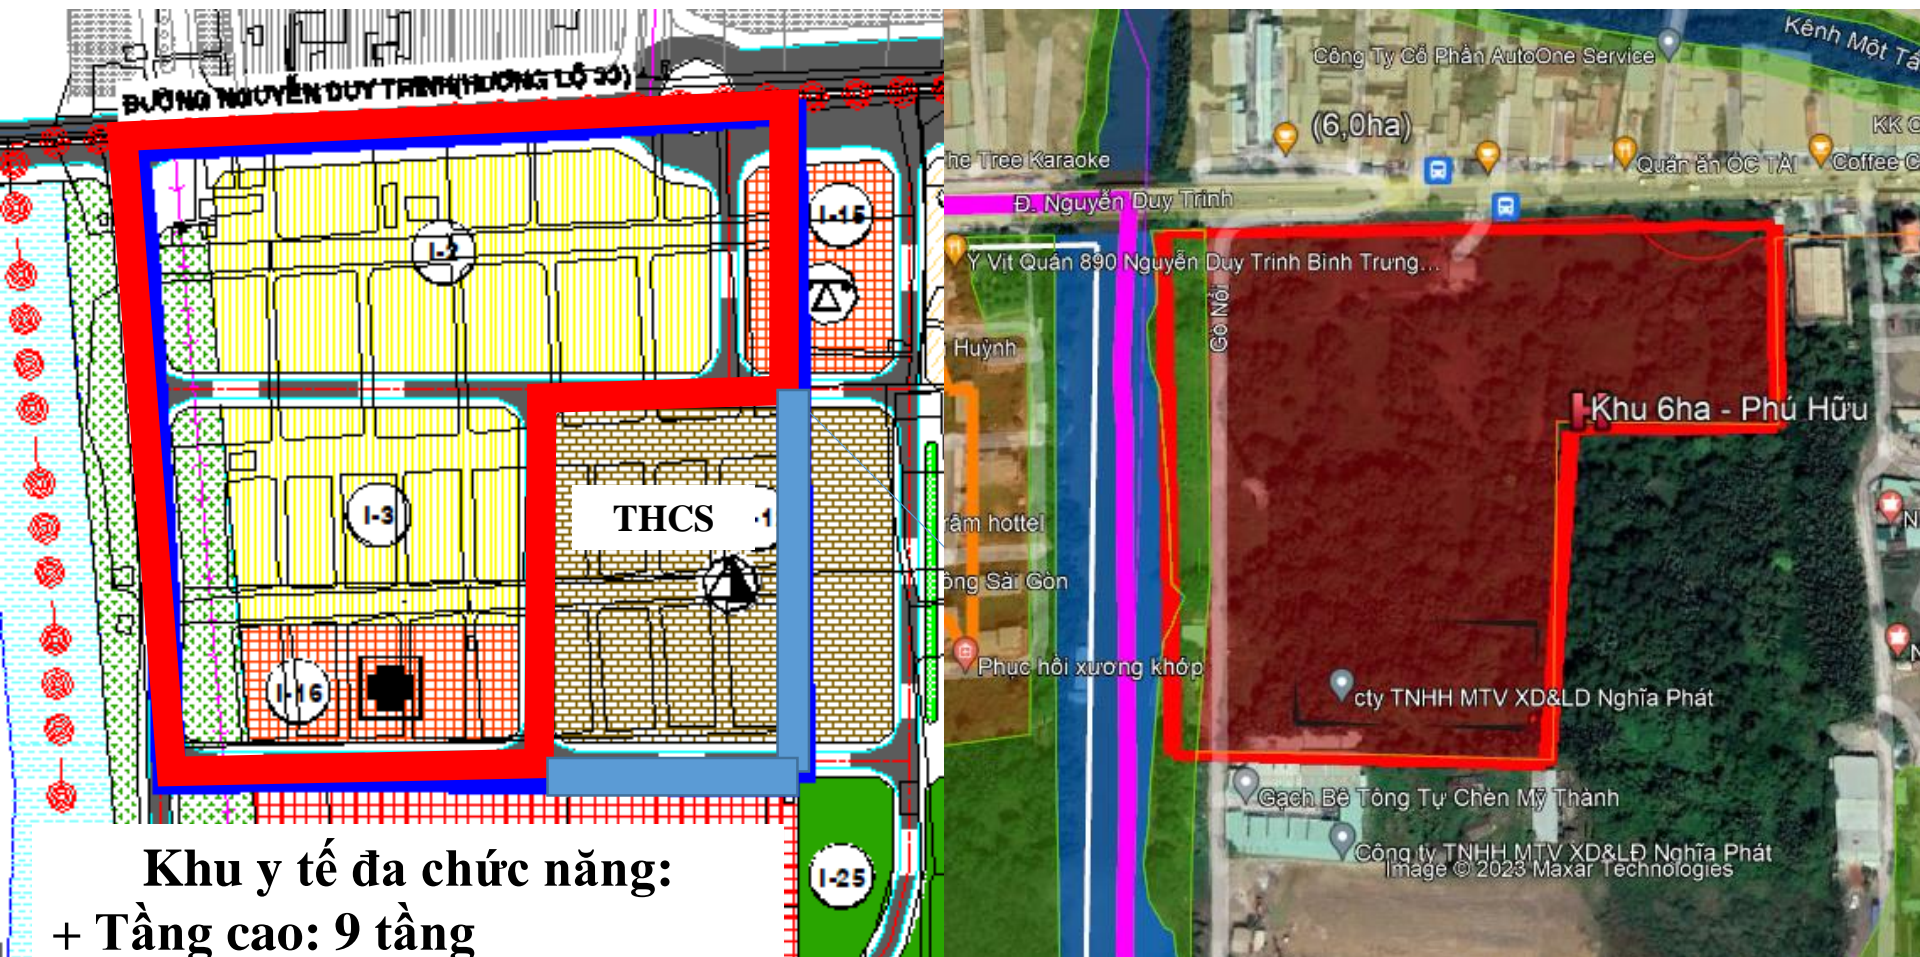 ĐƯỜNG NGUYỄN DUY TRINH(HƯƠNG LỘ 33)
I-2
I-15
I-3
THCS
I-16
I-25
Khu y tế đa chức năng:
+ Tầng cao: 9 tầng
Kênh Một Tấ
Công Ty Cổ Phần AutoOne Service
(6,0ha)
KK C
he Tree Karaoke
Quán ăn ỐC TÀI
Coffee C
Đ. Nguyễn Duy Trinh
Ý Vịt Quán 890 Nguyễn Duy Trinh Bình Trưng...
Gò Nổi
Huỳnh
Khu 6ha - Phú Hữu
râm hottel
N
ông Sài Gòn
N
Phục hồi xương khớp
cty TNHH MTV XD&LD Nghĩa Phát
Gạch Bê Tông Tự Chèn Mỹ Thành
Công ty TNHH MTV XD&LĐ Nghĩa Phát
Image © 2023 Maxar Technologies